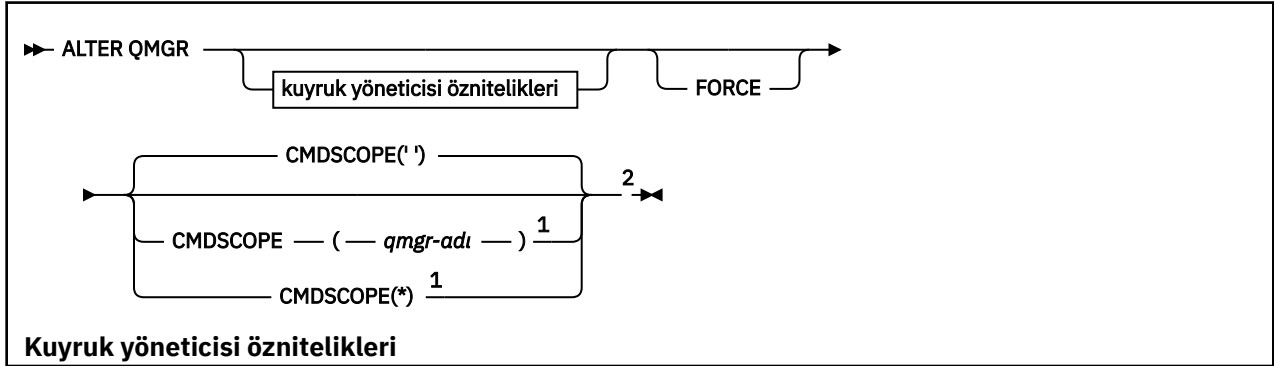 ALTER QMGR
kuyruk yöneticisi öznitelikleri
FORCE
CMDSCOPE(' ')
2
CMDSCOPE ( qmgr-adı ) 1
CMDSCOPE(*) 1
Kuyruk yöneticisi öznitelikleri